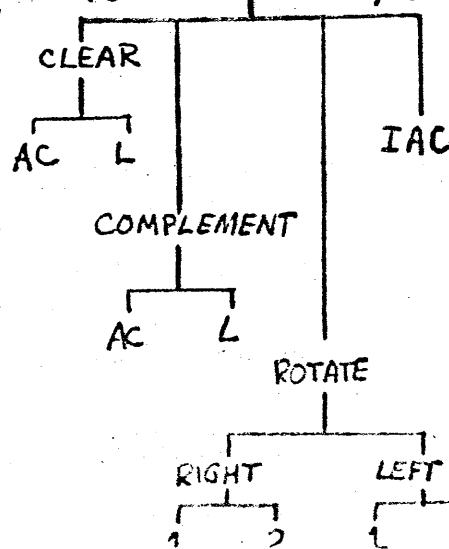 CLEAR
AC L
IAC
COMPLEMENT
AC L
ROTATE
RIGHT LEFT
1 2 1